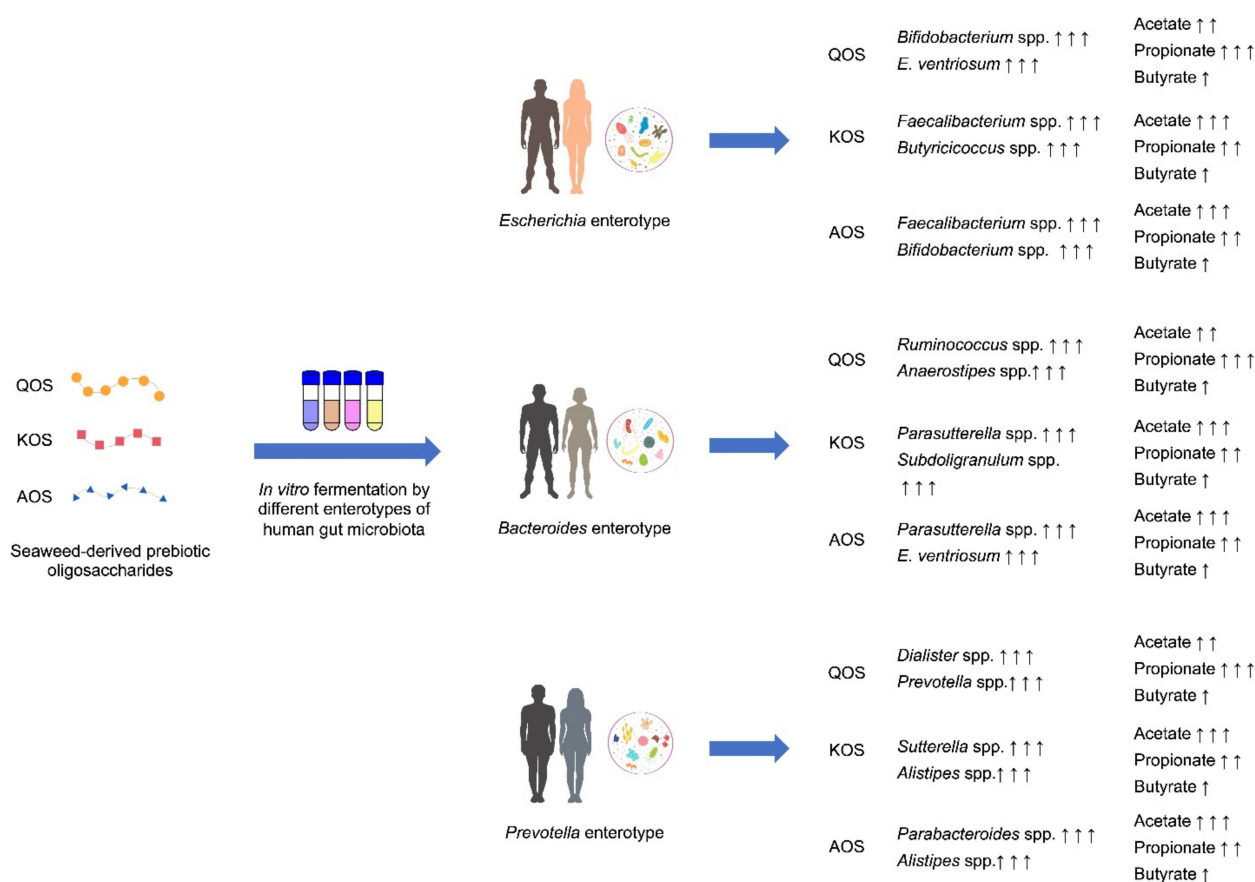 QOS
KOS
AOS
Seaweed-derived prebiotic
oligosaccharides
In vitro fermentation by
different enterotypes of
human gut microbiota
Escherichia enterotype
QOS
Bifidobacterium spp. ↑↑↑
E. ventriosum ↑↑↑
Acetate ↑↑
Propionate ↑↑↑
Butyrate ↑
KOS
Faecalibacterium spp. ↑↑↑
Butyricicoccus spp. ↑↑↑
Acetate ↑↑↑
Propionate ↑↑
Butyrate ↑
AOS
Faecalibacterium spp. ↑↑↑
Bifidobacterium spp. ↑↑↑
Acetate ↑↑↑
Propionate ↑↑
Butyrate ↑
Bacteroides enterotype
QOS
Ruminococcus spp. ↑↑↑
Anaerostipes spp.↑↑↑
Acetate ↑↑
Propionate ↑↑↑
Butyrate ↑
KOS
Parasutterella spp. ↑↑↑
Subdoligranulum spp.
↑↑↑
Acetate ↑↑↑
Propionate ↑↑
Butyrate ↑
AOS
Parasutterella spp. ↑↑↑
E. ventriosum ↑↑↑
Acetate ↑↑↑
Propionate ↑↑
Butyrate ↑
Prevotella enterotype
QOS
Dialister spp. ↑↑↑
Prevotella spp.↑↑↑
Acetate ↑↑
Propionate ↑↑↑
Butyrate ↑
KOS
Sutterella spp. ↑↑↑
Alistipes spp.↑↑↑
Acetate ↑↑↑
Propionate ↑↑
Butyrate ↑
AOS
Parabacteroides spp. ↑↑↑
Alistipes spp.↑↑↑
Acetate ↑↑↑
Propionate ↑↑
Butyrate ↑